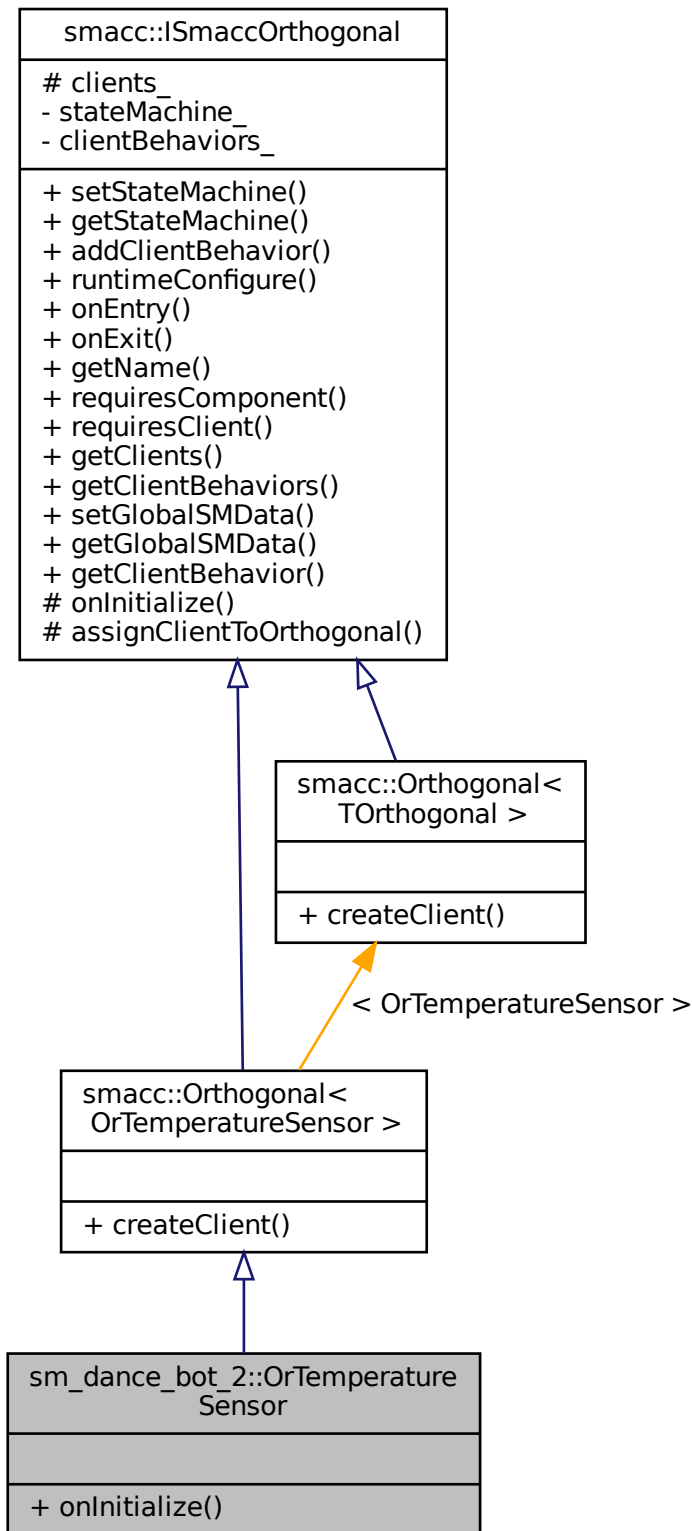 smacc::ISmaccOrthogonal
# clients_
- stateMachine_
- clientBehaviors_
+ setStateMachine()
+ getStateMachine()
+ addClientBehavior()
+ runtimeConfigure()
+ onEntry()
+ onExit()
+ getName()
+ requiresComponent()
+ requiresClient()
+ getClients()
+ getClientBehaviors()
+ setGlobalSMData()
+ getGlobalSMData()
+ getClientBehavior()
# onInitialize()
# assignClientToOrthogonal()
smacc::Orthogonal<
TOrthogonal >
+ createClient()
< OrTemperatureSensor >
smacc::Orthogonal<
OrTemperatureSensor >
+ createClient()
sm_dance_bot_2::OrTemperature
Sensor
+ onInitialize()